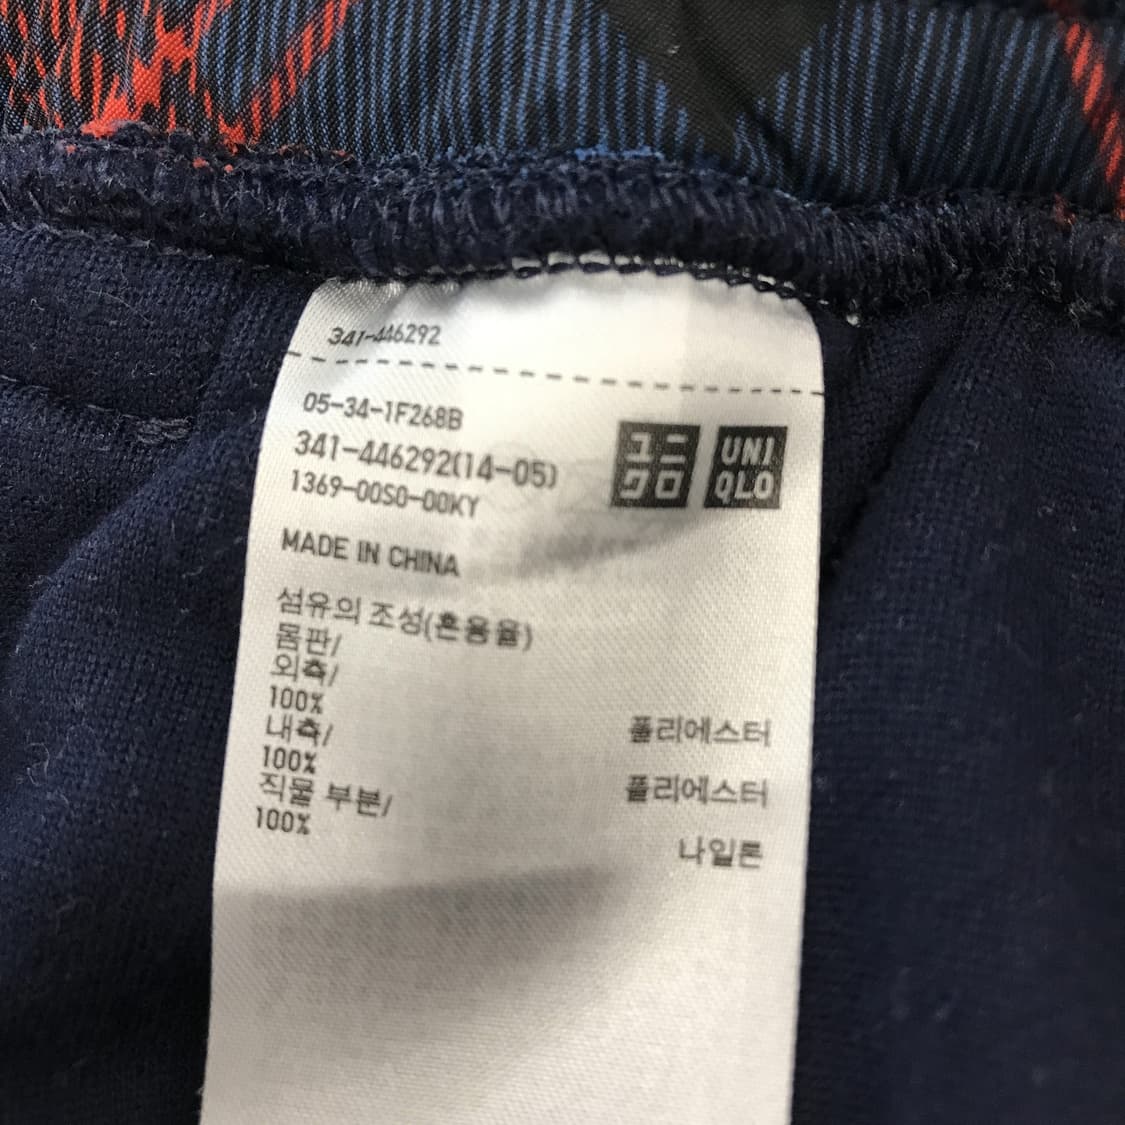 341-446292
05-34-1F268B
341-446292(14-05)
1369-00S0-00KY
ユニ
クロ
UNI
QLO
MADE IN CHINA
섬유의 조성(혼용율)
몸판/
외측/
100% 폴리에스터
내측/
100% 폴리에스터
직물 부분/
100% 나일론